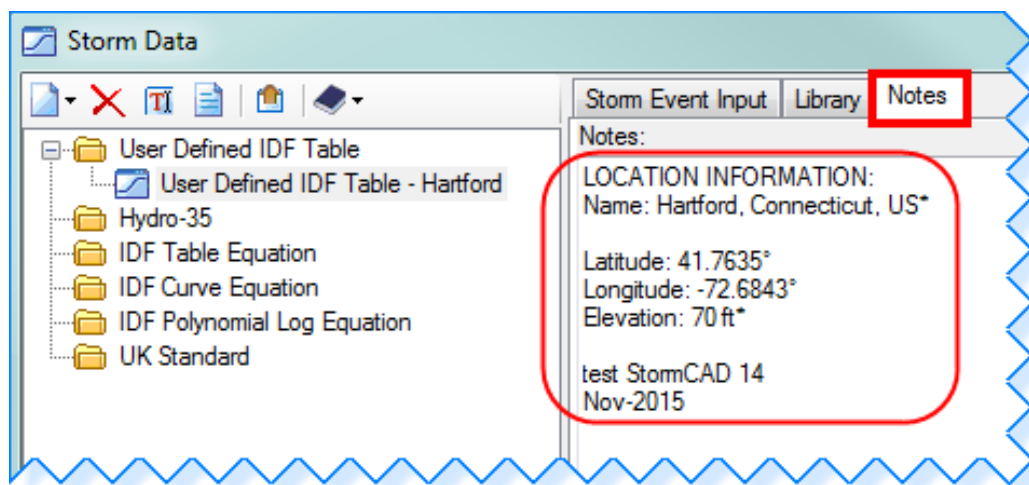 Storm Data
Storm Event Input Library Notes
User Defined IDF Table
User Defined IDF Table - Hartford
Hydro-35
IDF Table Equation
IDF Curve Equation
IDF Polynomial Log Equation
UK Standard
Notes:
LOCATION INFORMATION:
Name: Hartford, Connecticut, US*
Latitude: 41.7635°
Longitude: -72.6843°
Elevation: 70 ft*
test StormCAD 14
Nov-2015